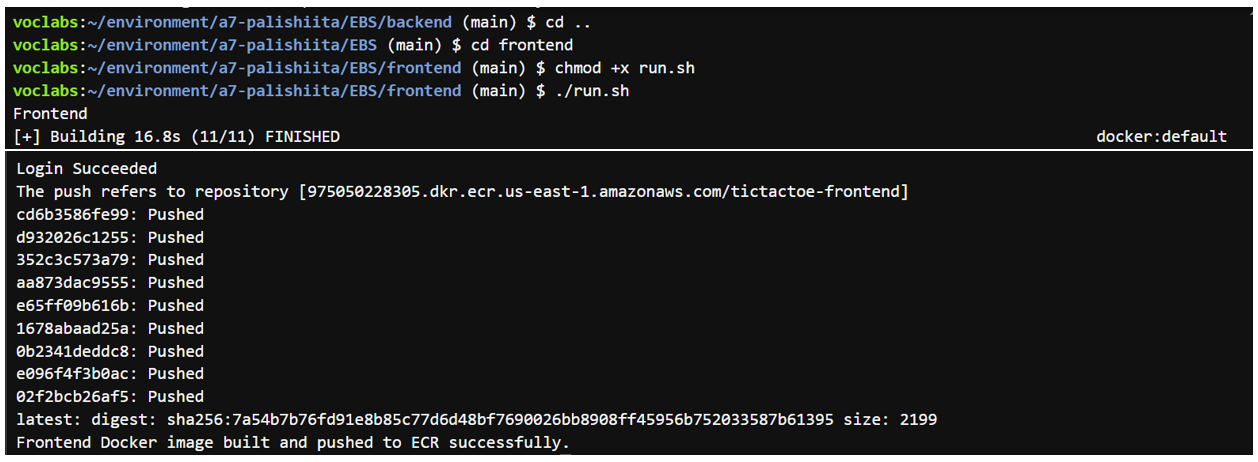 voclabs:~/environment/a7-palishiita/EBS/backend (main) $ cd ..
voclabs:~/environment/a7-palishiita/EBS (main) $ cd frontend
voclabs:~/environment/a7-palishiita/EBS/frontend (main) $ chmod +x run.sh
voclabs:~/environment/a7-palishiita/EBS/frontend (main) $ ./run.sh
Frontend
[+] Building 16.8s (11/11) FINISHED docker:default
Login Succeeded
The push refers to repository [975050228305.dkr.ecr.us-east-1.amazonaws.com/tictactoe-frontend]
cd6b3586fe99: Pushed
d932026c1255: Pushed
352c3c573a79: Pushed
aa873dac9555: Pushed
e65ff09b616b: Pushed
1678abaad25a: Pushed
0b2341deddc8: Pushed
e096f4f3b0ac: Pushed
02f2bcb26af5: Pushed
latest: digest: sha256:7a54b7b76fd91e8b85c77d6d48bf7690026bb8908ff45956b752033587b61395 size: 2199
Frontend Docker image built and pushed to ECR successfully.